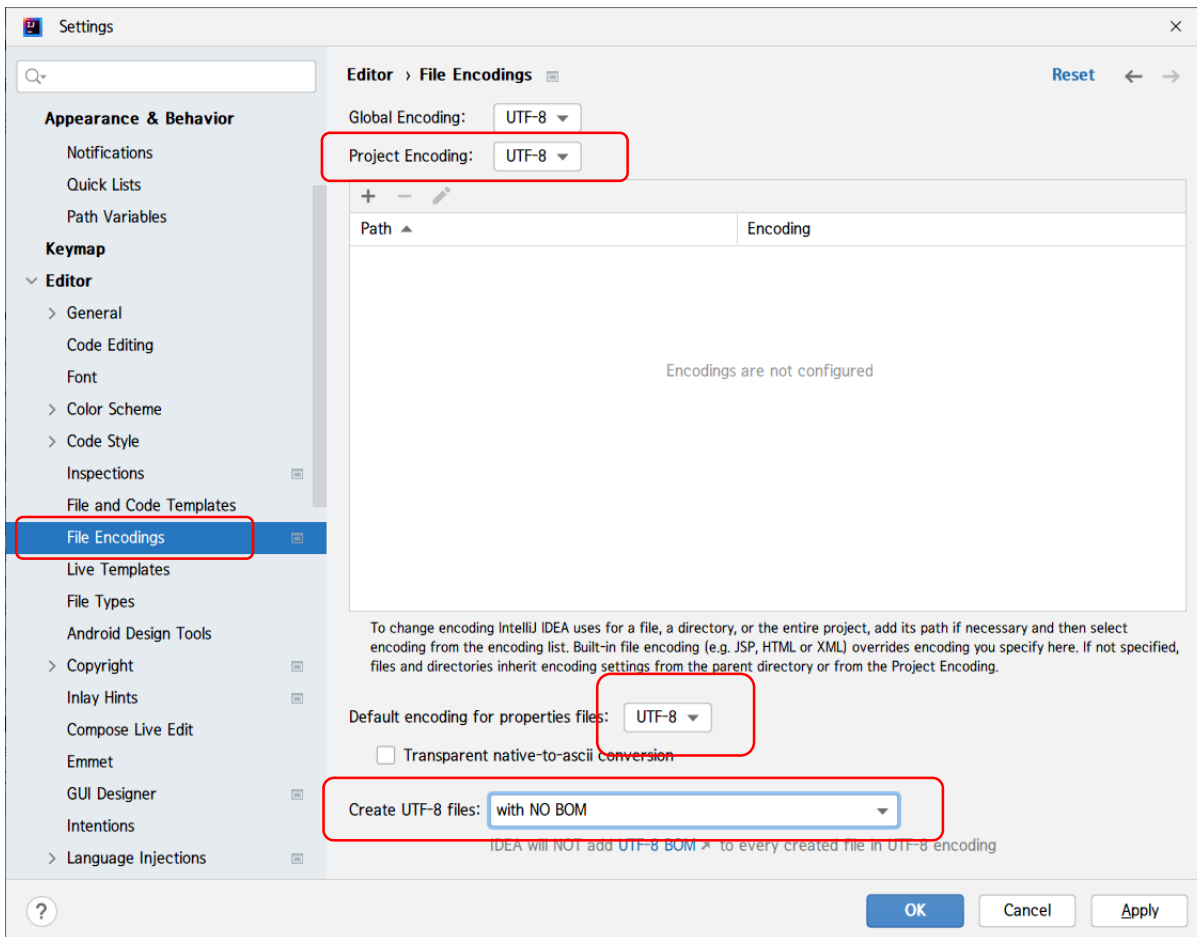 Settings
Appearance & Behavior
Notifications
Quick Lists
Path Variables
Keymap
Editor
General
Code Editing
Font
Color Scheme
Code Style
Inspections
File and Code Templates
File Encodings
Live Templates
File Types
Android Design Tools
Copyright
Inlay Hints
Compose Live Edit
Emmet
GUI Designer
Intentions
Language Injections
Editor › File Encodings
Reset
Global Encoding: UTF-8
Project Encoding: UTF-8
Path Encoding
Encodings are not configured
To change encoding IntelliJ IDEA uses for a file, a directory, or the entire project, add its path if necessary and then select
encoding from the encoding list. Built-in file encoding (e.g. JSP, HTML or XML) overrides encoding you specify here. If not specified,
files and directories inherit encoding settings from the parent directory or from the Project Encoding.
Default encoding for properties files: UTF-8
Transparent native-to-ascii conversion
Create UTF-8 files: with NO BOM
IDEA will NOT add UTF-8 BOM ↗ to every created file in UTF-8 encoding
?
OK Cancel Apply